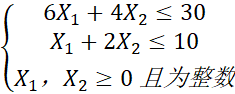 6X₁ + 4X₂ ≤ 30
X₁ + 2X₂ ≤ 10
X₁，X₂ ≥ 0 且为整数